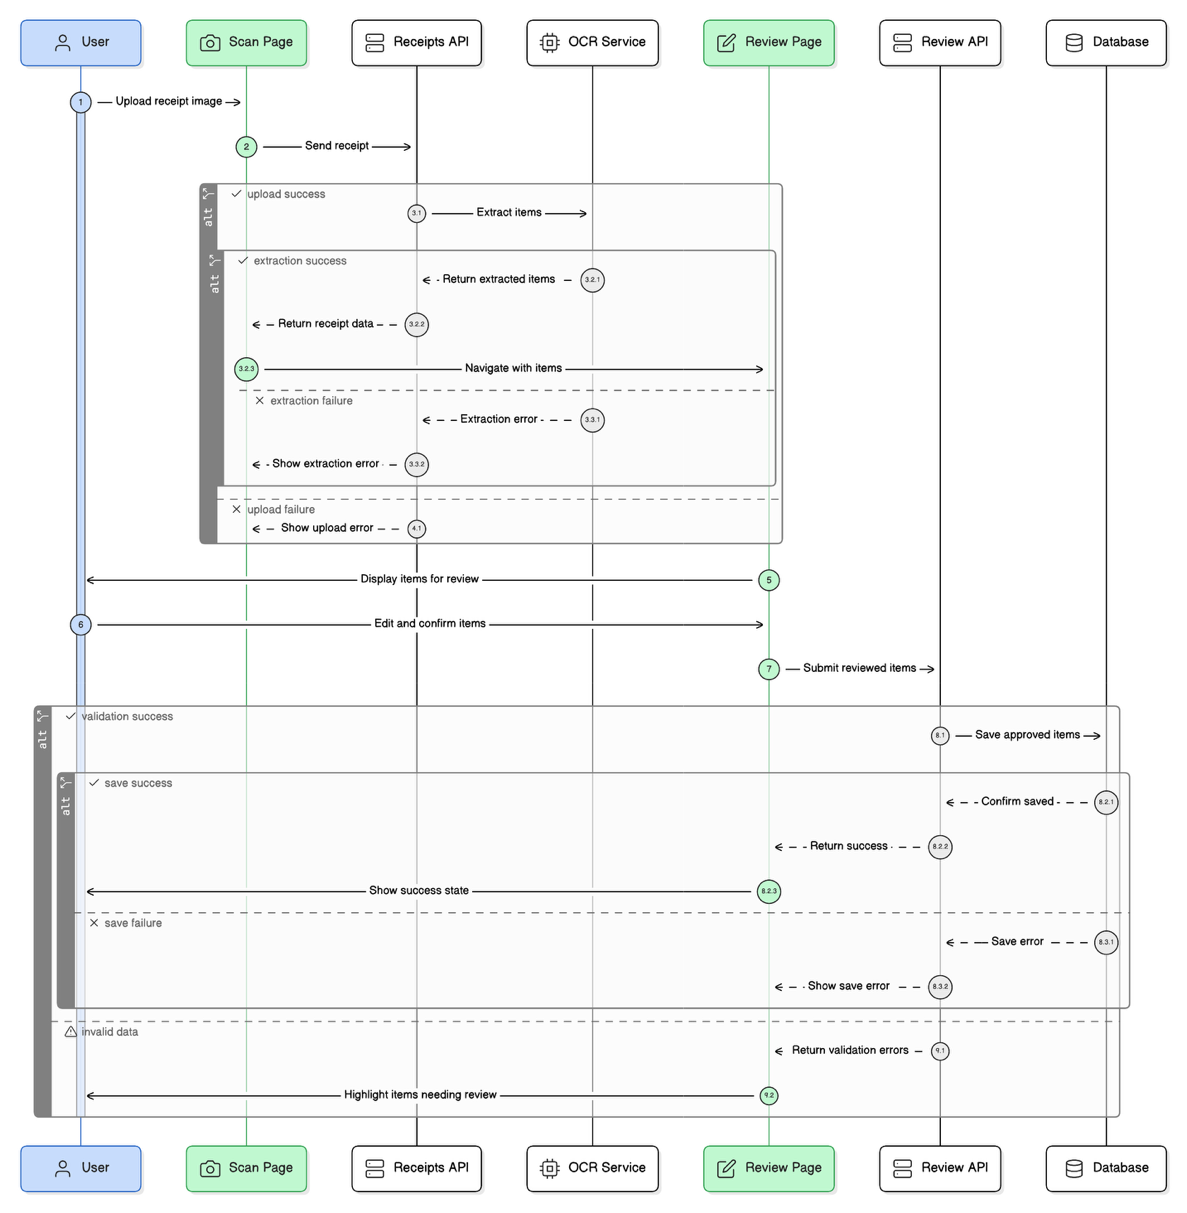 User
Scan Page
Receipts API
OCR Service
Review Page
Review API
Database
1
Upload receipt image
2
Send receipt
alt
upload success
3.1
Extract items
alt
extraction success
Return extracted items
3.2.1
Return receipt data
3.2.2
3.2.3
Navigate with items
extraction failure
Extraction error
3.3.1
Show extraction error
3.3.2
upload failure
Show upload error
4.1
Display items for review
5
6
Edit and confirm items
7
Submit reviewed items
alt
validation success
8.1
Save approved items
alt
save success
Confirm saved
8.2.1
Return success
8.2.2
Show success state
8.2.3
save failure
Save error
8.3.1
Show save error
8.3.2
invalid data
Return validation errors
9.1
Highlight items needing review
9.2
User
Scan Page
Receipts API
OCR Service
Review Page
Review API
Database